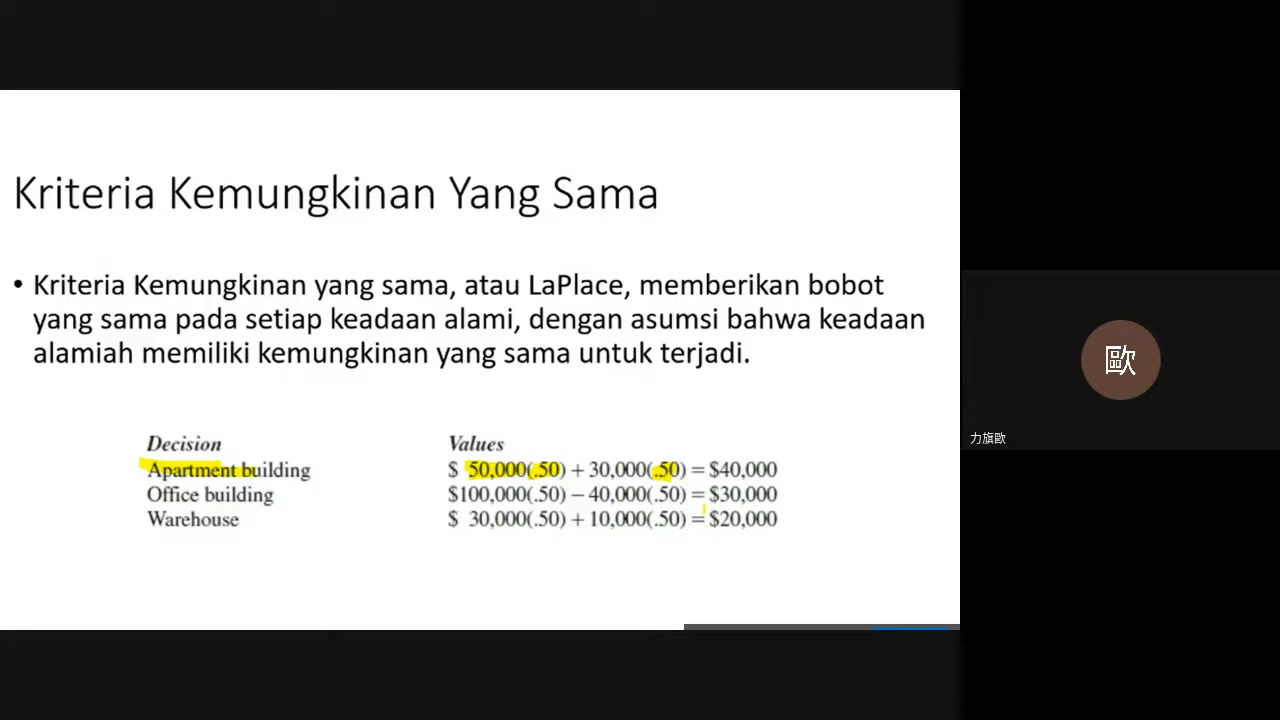 Kriteria Kemungkinan Yang Sama
• Kriteria Kemungkinan yang sama, atau LaPlace, memberikan bobot
yang sama pada setiap keadaan alami, dengan asumsi bahwa keadaan
alamiah memiliki kemungkinan yang sama untuk terjadi.
Decision Values
Apartment building $ 50,000(.50) + 30,000(.50) = $40,000
Office building $100,000(.50) − 40,000(.50) = $30,000
Warehouse $ 30,000(.50) + 10,000(.50) = $20,000
歐
力旗歐